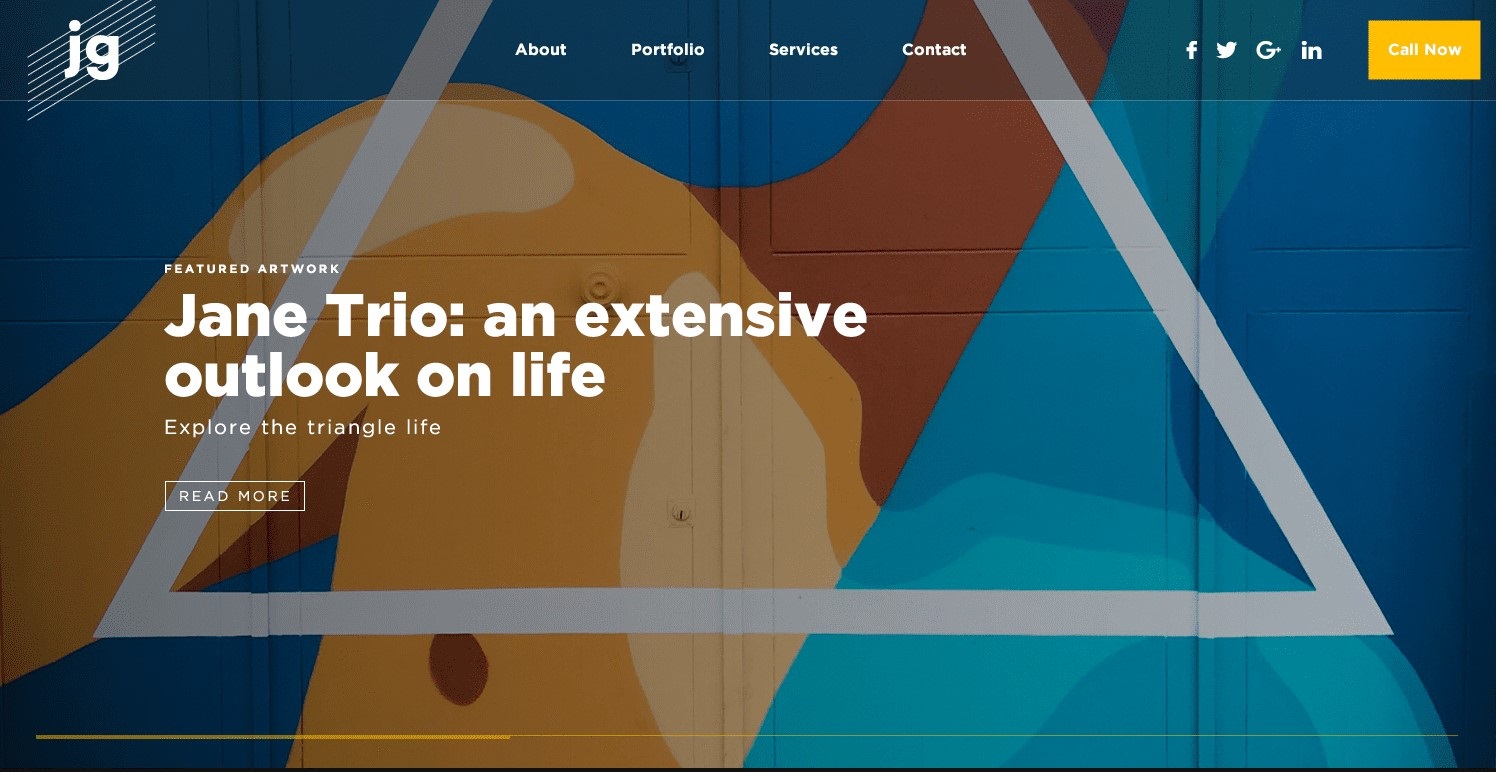 jg
About
Portfolio
Services
Contact
Call Now
FEATURED ARTWORK
Jane Trio: an extensive
outlook on life
Explore the triangle life
READ MORE